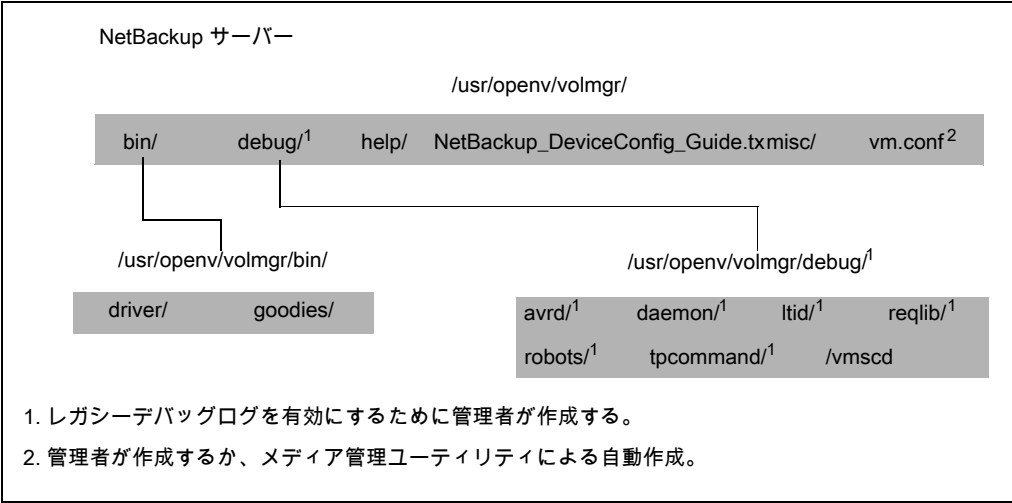 NetBackup サーバー
/usr/openv/volmgr/
bin/ debug/1 help/ NetBackup_DeviceConfig_Guide.txmisc/ vm.conf 2
/usr/openv/volmgr/bin/ /usr/openv/volmgr/debug/1
driver/ goodies/
avrd/1 daemon/1 ltid/1 reqlib/1
robots/1 tpcommand/1 /vmscd
1. レガシーデバッグログを有効にするために管理者が作成する。
2. 管理者が作成するか、メディア管理ユーティリティによる自動作成。